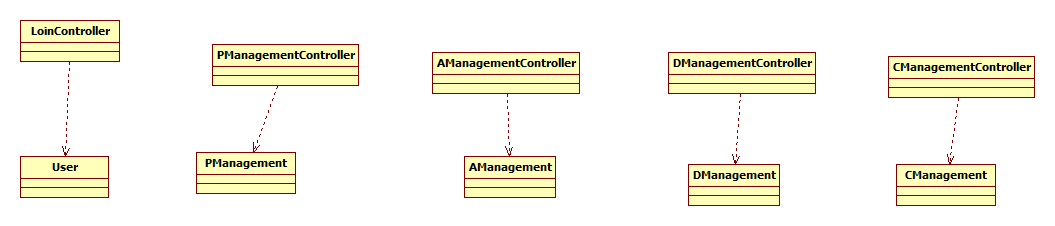 LoinController
PManagementController
AManagementController
DManagementController
CManagementController
User
PManagement
AManagement
DManagement
CManagement